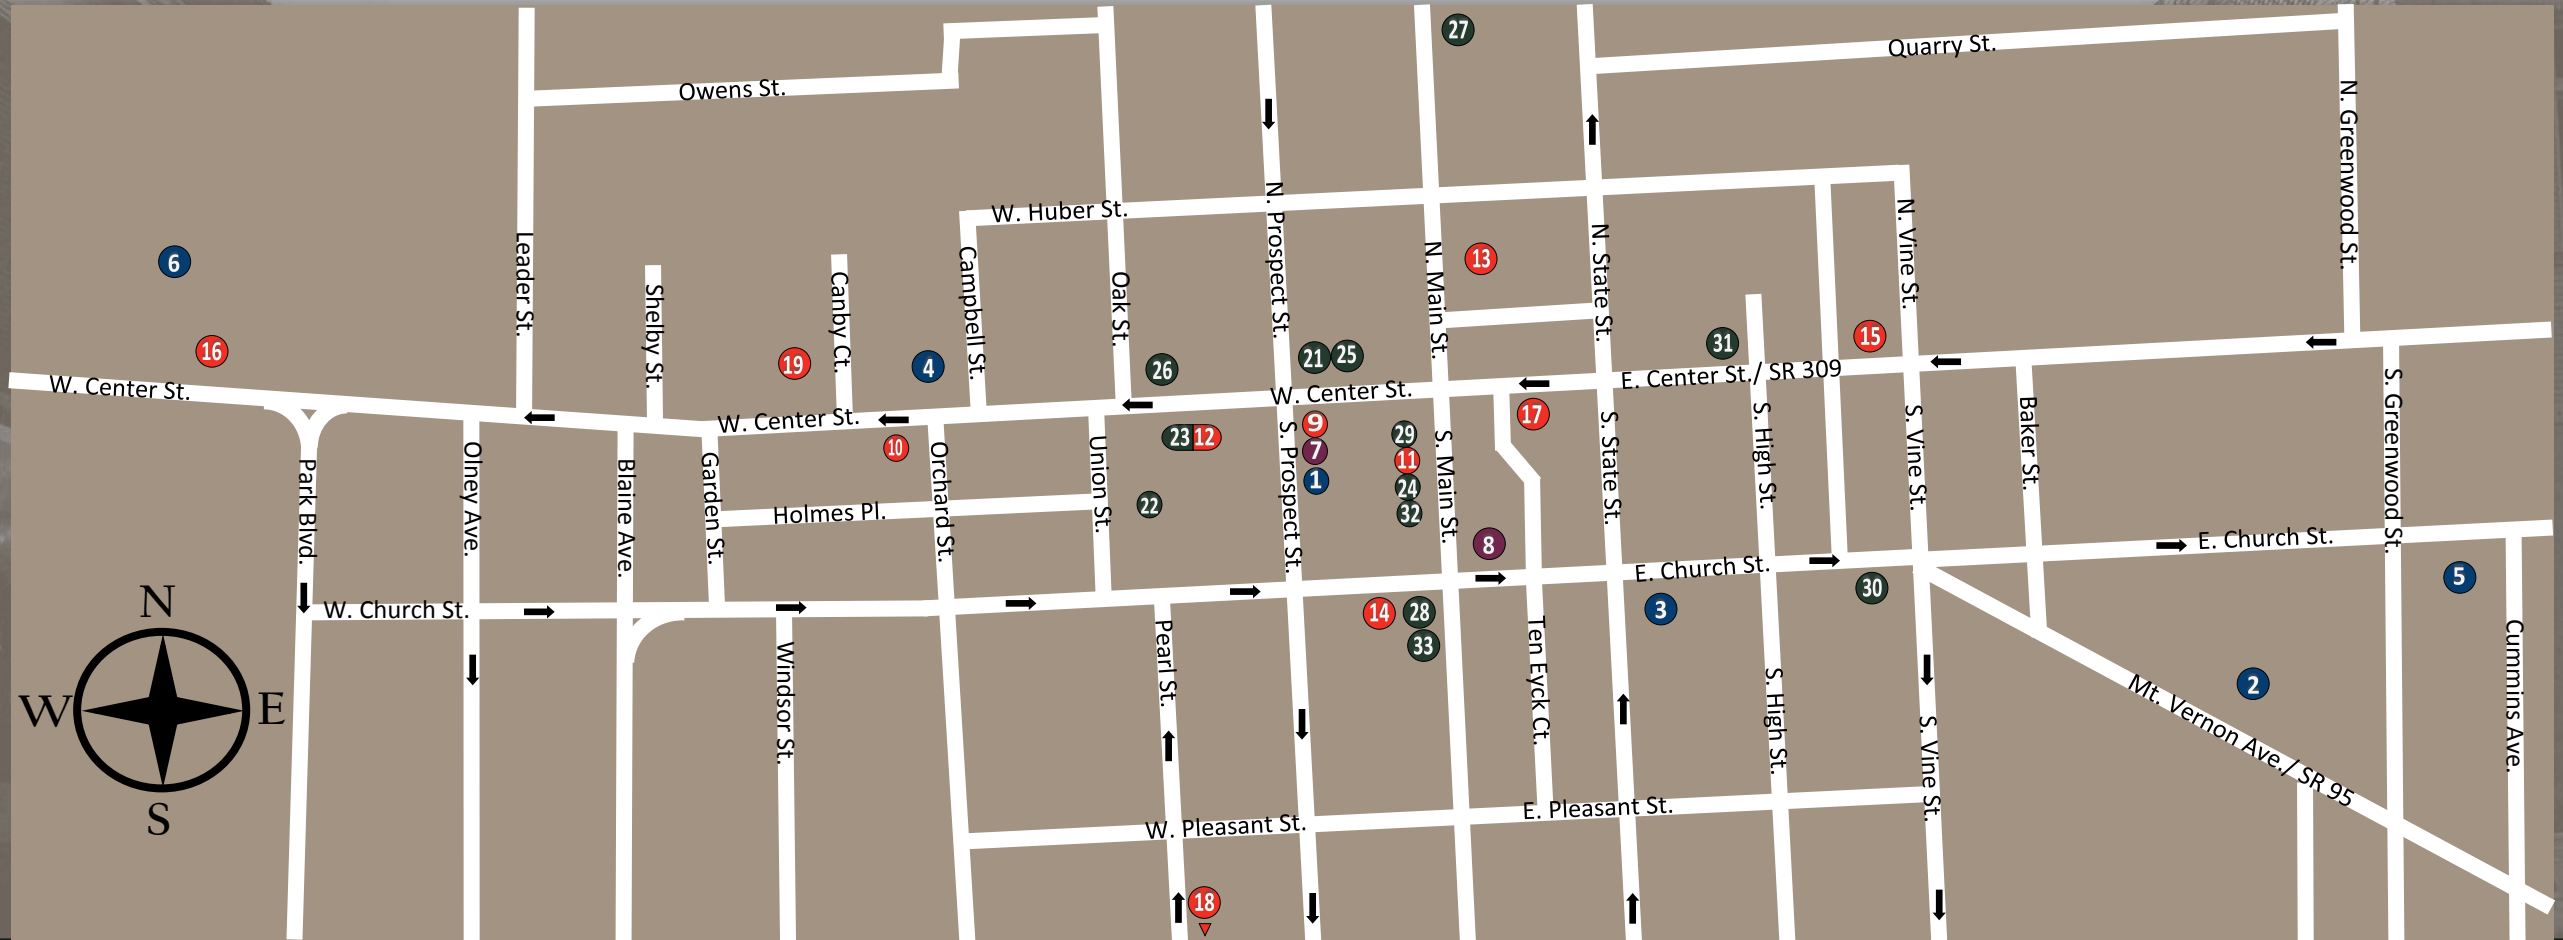 27
Quarry St.
Owens St.
N. Greenwood St.
N. Prospect St.
W. Huber St.
N. Vine St.
N. State St.
Leader St.
N. Main St.
Campbell St.
13
6
Canby Ct.
Oak St.
Shelby St.
15
31
16
21
25
19
4
26
W. Center St.
E. Center St./ SR 309
W. Center St.
W. Center St.
S. Greenwood St.
Baker St.
S. High St.
S. Vine St.
17
S. State St.
9
S. Prospect St.
29
S. Main St.
23
12
Union St.
10
Orchard St.
Olney Ave.
Garden St.
Park Blvd.
Blaine Ave.
7
11
1
24
22
32
Holmes Pl.
8
E. Church St.
E. Church St.
5
30
3
W. Church St.
14
28
33
N
W
E
S
Windsor St.
Pearl St.
Ten Eyck Ct.
S. High St.
S. Vine St.
Cummins Ave.
2
Mt. Vernon Ave./ SR 95
E. Pleasant St.
W. Pleasant St.
18